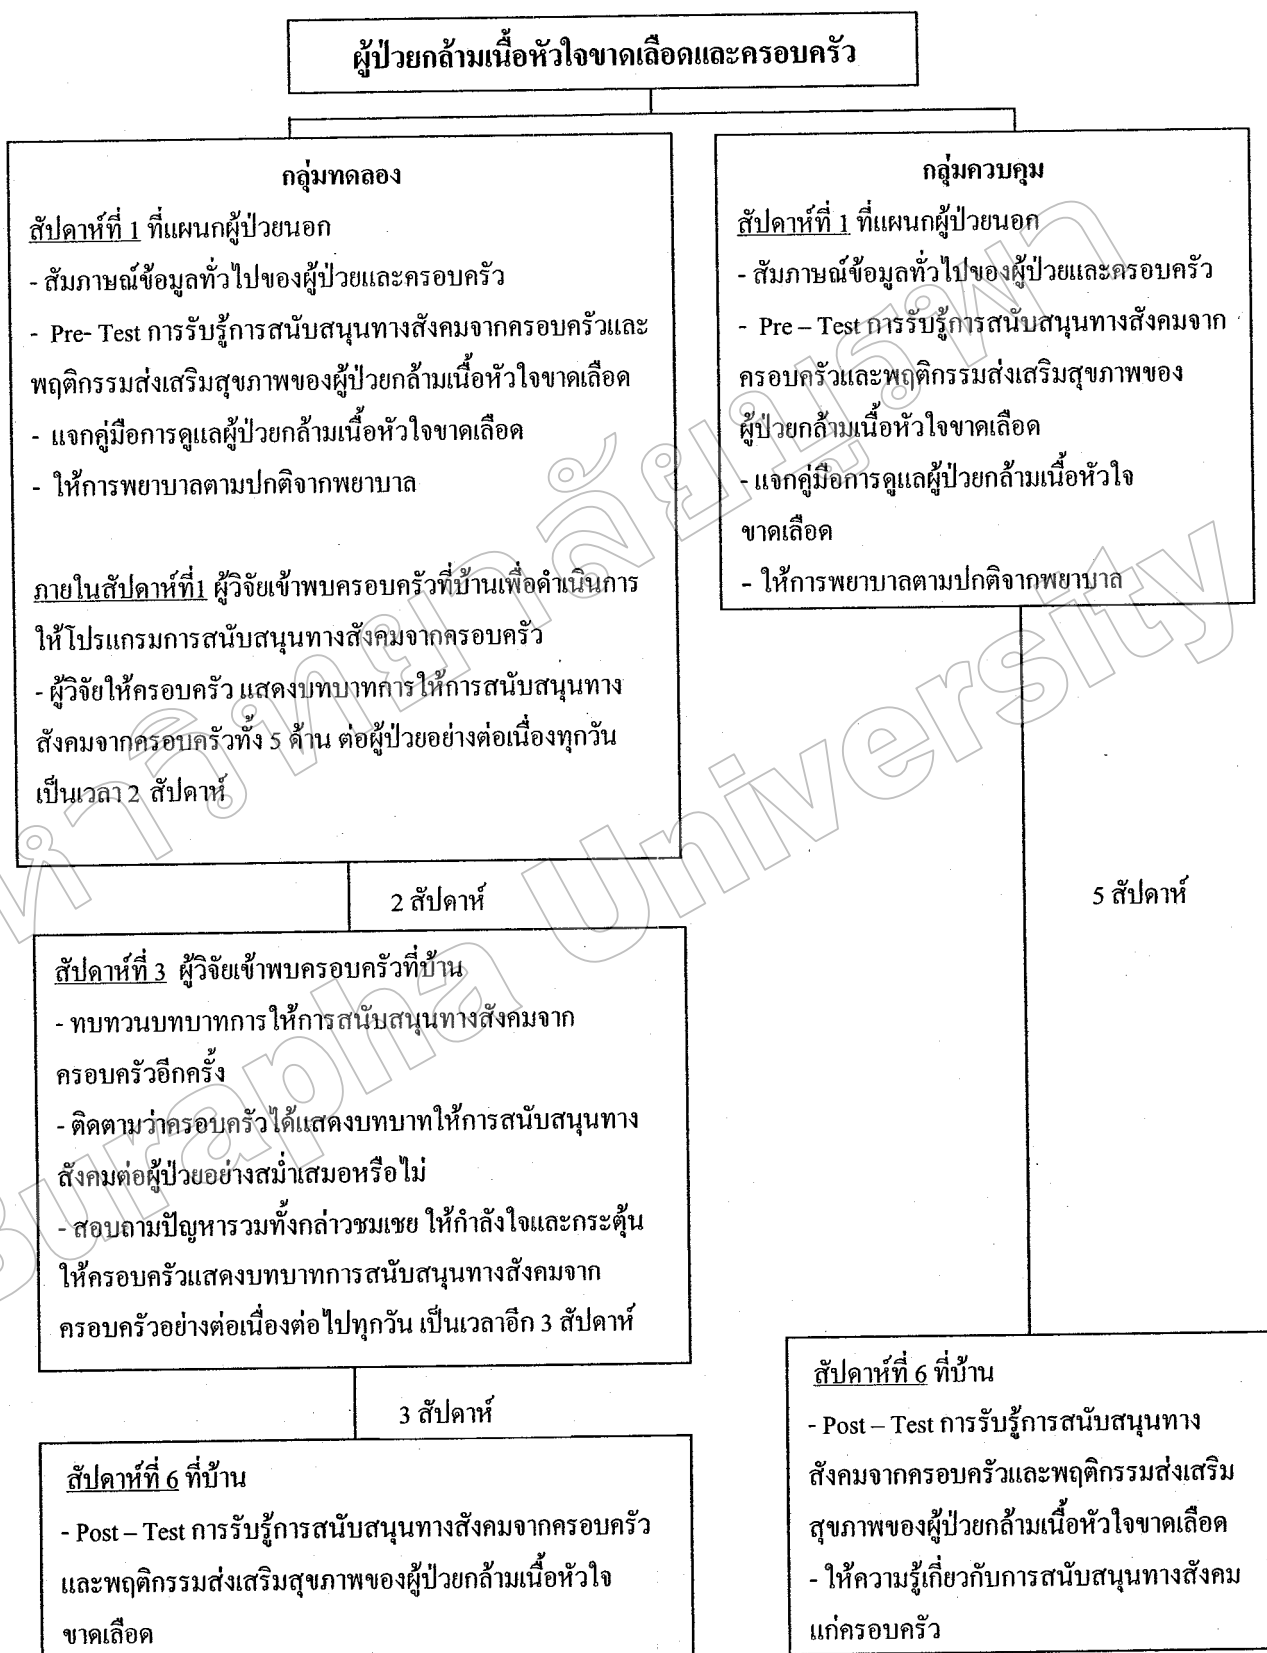 ผู้ป่วยกล้ามเนื้อหัวใจขาดเลือดและครอบครัว
กลุ่มทดลอง
สัปดาห์ที่ 1 ที่แผนกผู้ป่วยนอก
- สัมภาษณ์ข้อมูลทั่วไปของผู้ป่วยและครอบครัว
- Pre- Test การรับรู้การสนับสนุนทางสังคมจากครอบครัวและ
พฤติกรรมส่งเสริมสุขภาพของผู้ป่วยกล้ามเนื้อหัวใจขาดเลือด
- แจกคู่มือการดูแลผู้ป่วยกล้ามเนื้อหัวใจขาดเลือด
- ให้การพยาบาลตามปกติจากพยาบาล
ภายในสัปดาห์ที่1 ผู้วิจัยเข้าพบครอบครัวที่บ้านเพื่อดำเนินการ
ให้โปรแกรมการสนับสนุนทางสังคมจากครอบครัว
- ผู้วิจัยให้ครอบครัว แสดงบทบาทการให้การสนับสนุนทาง
สังคมจากครอบครัวทั้ง 5 ด้าน ต่อผู้ป่วยอย่างต่อเนื่องทุกวัน
เป็นเวลา 2 สัปดาห์
กลุ่มควบคุม
สัปดาห์ที่ 1 ที่แผนกผู้ป่วยนอก
- สัมภาษณ์ข้อมูลทั่วไปของผู้ป่วยและครอบครัว
- Pre – Test การรับรู้การสนับสนุนทางสังคมจาก
ครอบครัวและพฤติกรรมส่งเสริมสุขภาพของ
ผู้ป่วยกล้ามเนื้อหัวใจขาดเลือด
- แจกคู่มือการดูแลผู้ป่วยกล้ามเนื้อหัวใจ
ขาดเลือด
- ให้การพยาบาลตามปกติจากพยาบาล
2 สัปดาห์
5 สัปดาห์
สัปดาห์ที่ 3 ผู้วิจัยเข้าพบครอบครัวที่บ้าน
- ทบทวนบทบาทการให้การสนับสนุนทางสังคมจาก
ครอบครัวอีกครั้ง
- ติดตามว่าครอบครัวได้แสดงบทบาทให้การสนับสนุนทาง
สังคมต่อผู้ป่วยอย่างสม่ำเสมอหรือไม่
- สอบถามปัญหารวมทั้งกล่าวชมเชย ให้กำลังใจและกระตุ้น
ให้ครอบครัวแสดงบทบาทการสนับสนุนทางสังคมจาก
ครอบครัวอย่างต่อเนื่องต่อไปทุกวัน เป็นเวลาอีก 3 สัปดาห์
3 สัปดาห์
สัปดาห์ที่ 6 ที่บ้าน
- Post – Test การรับรู้การสนับสนุนทางสังคมจากครอบครัว
และพฤติกรรมส่งเสริมสุขภาพของผู้ป่วยกล้ามเนื้อหัวใจ
ขาดเลือด
สัปดาห์ที่ 6 ที่บ้าน
- Post – Test การรับรู้การสนับสนุนทาง
สังคมจากครอบครัวและพฤติกรรมส่งเสริม
สุขภาพของผู้ป่วยกล้ามเนื้อหัวใจขาดเลือด
- ให้ความรู้เกี่ยวกับการสนับสนุนทางสังคม
แก่ครอบครัว
หาวิทยาลัยบูรพา
Burapha University